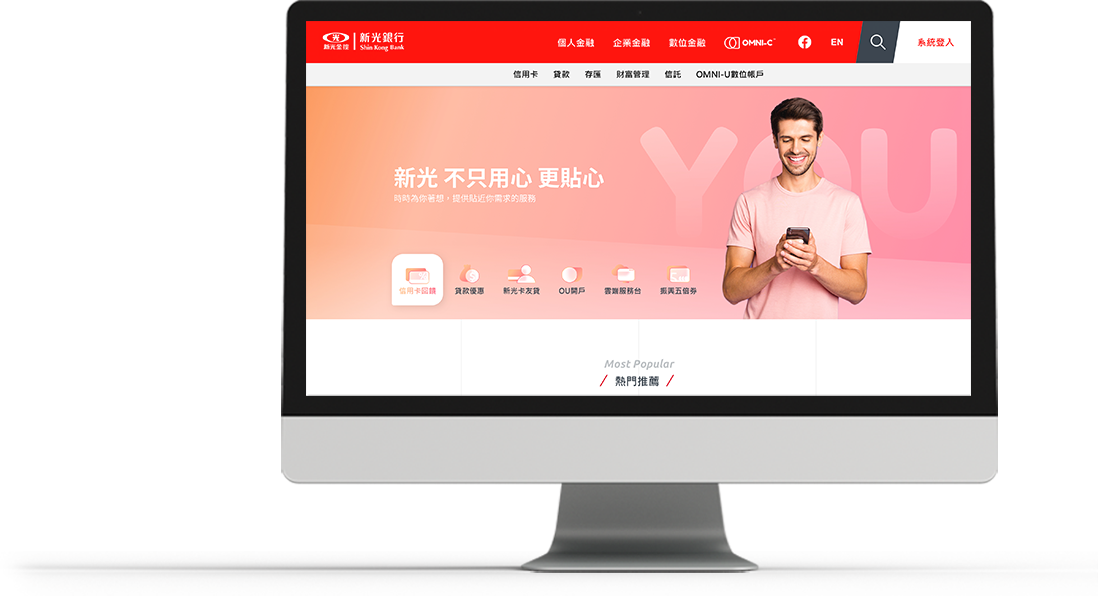 新光金控
新光銀行
Shin Kong Bank
個人金融 企業金融 數位金融 OMNI-C EN 系統登入
信用卡 貸款 存匯 財富管理 信託 OMNI-U數位帳戶
YOU
新光 不只用心 更貼心
時時為你著想，提供貼近你需求的服務
信用卡回饋 貸款優惠 新光卡友貸 OU開戶 雲端服務台 振興五倍券
Most Popular
/ 熱門推薦 /